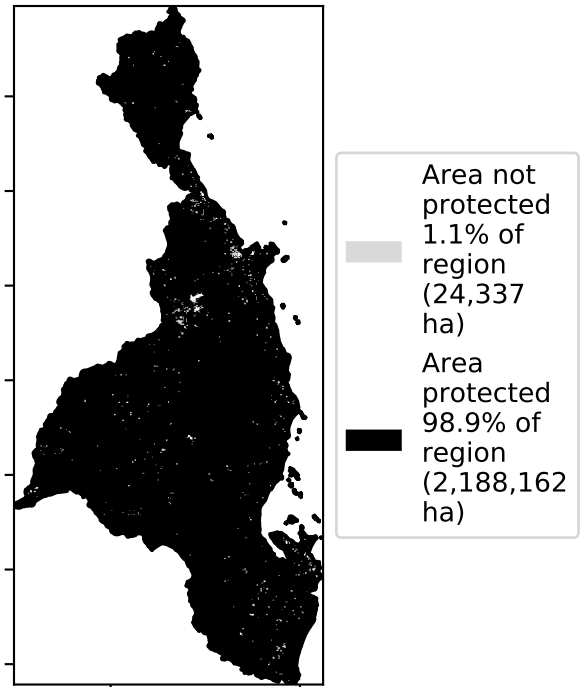 Area not
protected
1.1% of
region
(24,337
ha)
Area
protected
98.9% of
region
(2,188,162
ha)